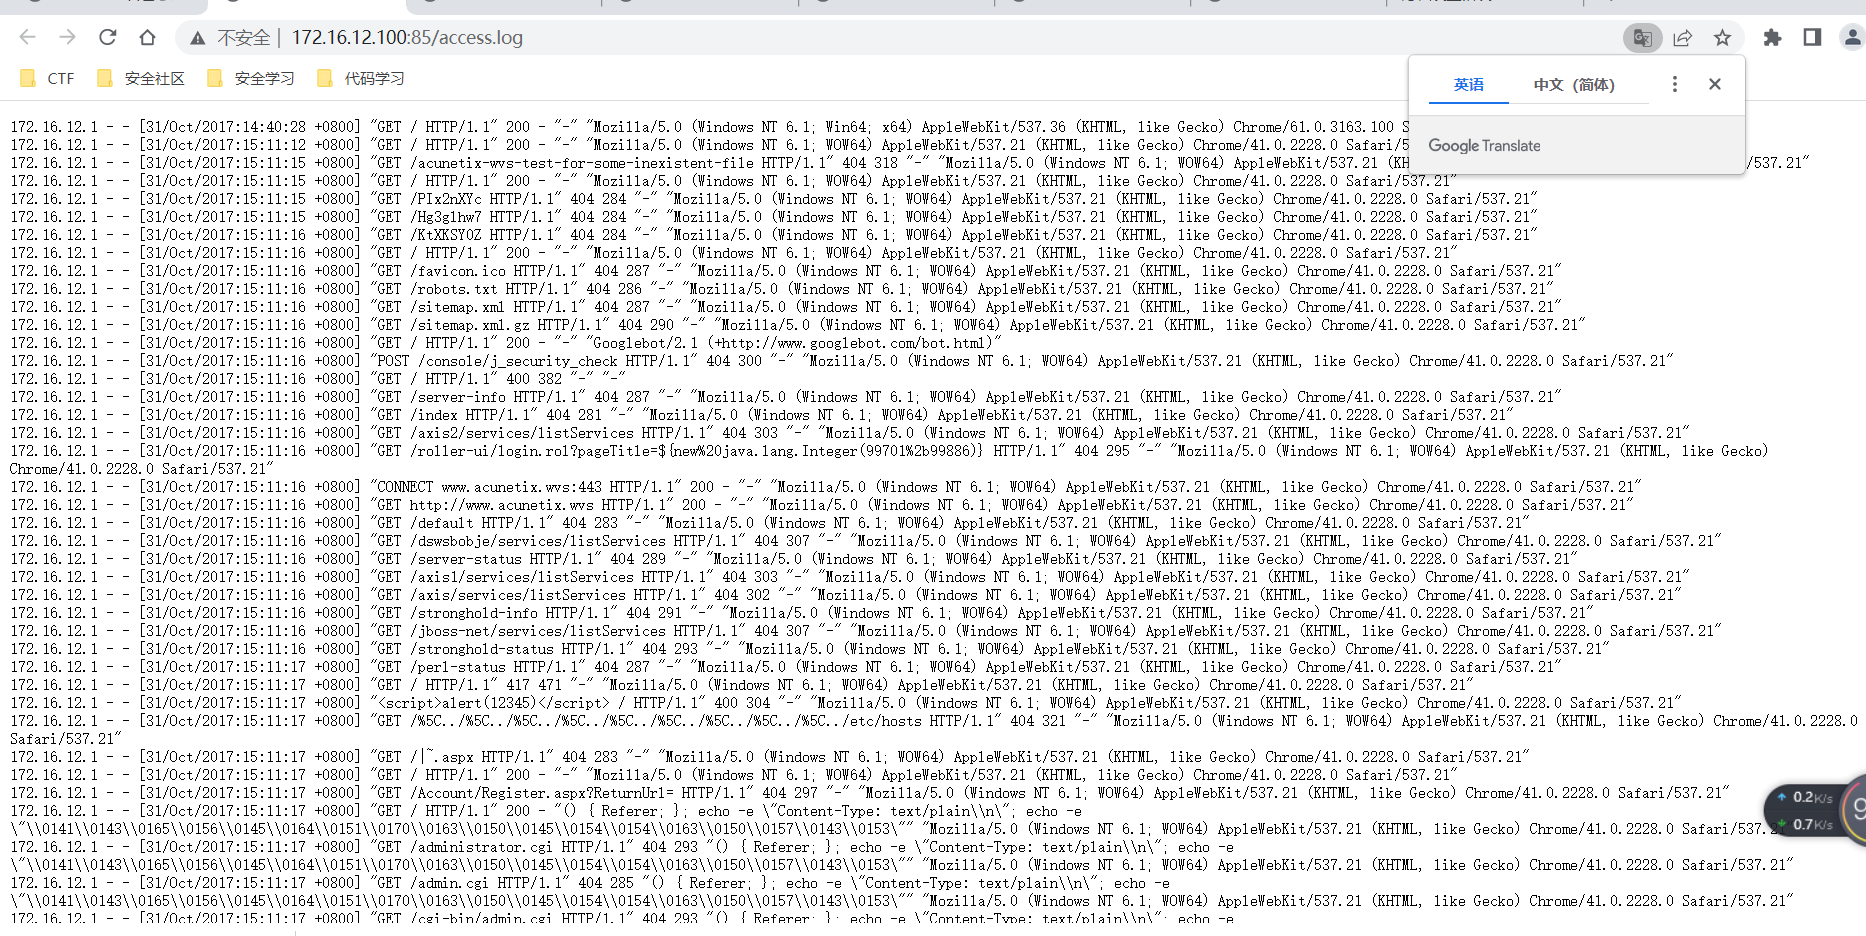 不安全 | 172.16.12.100:85/access.log
CTF 安全社区 安全学习 代码学习
英语 中文（简体）
Google Translate
172.16.12.1 - - [31/Oct/2017:14:40:28 +0800] "GET / HTTP/1.1" 200 - "-" "Mozilla/5.0 (Windows NT 6.1; Win64; x64) AppleWebKit/537.36 (KHTML, like Gecko) Chrome/61.0.3163.100 S
172.16.12.1 - - [31/Oct/2017:15:11:12 +0800] "GET / HTTP/1.1" 200 - "-" "Mozilla/5.0 (Windows NT 6.1; WOW64) AppleWebKit/537.21 (KHTML, like Gecko) Chrome/41.0.2228.0 Safari/5
172.16.12.1 - - [31/Oct/2017:15:11:15 +0800] "GET /acunetix-wvs-test-for-some-inexistent-file HTTP/1.1" 404 318 "-" "Mozilla/5.0 (Windows NT 6.1; WOW64) AppleWebKit/537.21 (KH /537.21"
172.16.12.1 - - [31/Oct/2017:15:11:15 +0800] "GET / HTTP/1.1" 200 - "-" "Mozilla/5.0 (Windows NT 6.1; WOW64) AppleWebKit/537.21 (KHTML, like Gecko) Chrome/41.0.2228.0 Safari/537.21"
172.16.12.1 - - [31/Oct/2017:15:11:15 +0800] "GET /PIx2nXYc HTTP/1.1" 404 284 "-" "Mozilla/5.0 (Windows NT 6.1; WOW64) AppleWebKit/537.21 (KHTML, like Gecko) Chrome/41.0.2228.0 Safari/537.21"
172.16.12.1 - - [31/Oct/2017:15:11:15 +0800] "GET /Hg3glhw7 HTTP/1.1" 404 284 "-" "Mozilla/5.0 (Windows NT 6.1; WOW64) AppleWebKit/537.21 (KHTML, like Gecko) Chrome/41.0.2228.0 Safari/537.21"
172.16.12.1 - - [31/Oct/2017:15:11:15 +0800] "GET /KtXKSY0Z HTTP/1.1" 404 284 "-" "Mozilla/5.0 (Windows NT 6.1; WOW64) AppleWebKit/537.21 (KHTML, like Gecko) Chrome/41.0.2228.0 Safari/537.21"
172.16.12.1 - - [31/Oct/2017:15:11:16 +0800] "GET / HTTP/1.1" 200 - "-" "Mozilla/5.0 (Windows NT 6.1; WOW64) AppleWebKit/537.21 (KHTML, like Gecko) Chrome/41.0.2228.0 Safari/537.21"
172.16.12.1 - - [31/Oct/2017:15:11:16 +0800] "GET /favicon.ico HTTP/1.1" 404 287 "-" "Mozilla/5.0 (Windows NT 6.1; WOW64) AppleWebKit/537.21 (KHTML, like Gecko) Chrome/41.0.2228.0 Safari/537.21"
172.16.12.1 - - [31/Oct/2017:15:11:16 +0800] "GET /robots.txt HTTP/1.1" 404 286 "-" "Mozilla/5.0 (Windows NT 6.1; WOW64) AppleWebKit/537.21 (KHTML, like Gecko) Chrome/41.0.2228.0 Safari/537.21"
172.16.12.1 - - [31/Oct/2017:15:11:16 +0800] "GET /sitemap.xml HTTP/1.1" 404 287 "-" "Mozilla/5.0 (Windows NT 6.1; WOW64) AppleWebKit/537.21 (KHTML, like Gecko) Chrome/41.0.2228.0 Safari/537.21"
172.16.12.1 - - [31/Oct/2017:15:11:16 +0800] "GET /sitemap.xml.gz HTTP/1.1" 404 290 "-" "Mozilla/5.0 (Windows NT 6.1; WOW64) AppleWebKit/537.21 (KHTML, like Gecko) Chrome/41.0.2228.0 Safari/537.21"
172.16.12.1 - - [31/Oct/2017:15:11:16 +0800] "GET / HTTP/1.1" 200 - "-" "Googlebot/2.1 (+http://www.googlebot.com/bot.html)"
172.16.12.1 - - [31/Oct/2017:15:11:16 +0800] "POST /console/j_security_check HTTP/1.1" 404 300 "-" "Mozilla/5.0 (Windows NT 6.1; WOW64) AppleWebKit/537.21 (KHTML, like Gecko) Chrome/41.0.2228.0 Safari/537.21"
172.16.12.1 - - [31/Oct/2017:15:11:16 +0800] "GET / HTTP/1.1" 400 382 "-" "-"
172.16.12.1 - - [31/Oct/2017:15:11:16 +0800] "GET /server-info HTTP/1.1" 404 287 "-" "Mozilla/5.0 (Windows NT 6.1; WOW64) AppleWebKit/537.21 (KHTML, like Gecko) Chrome/41.0.2228.0 Safari/537.21"
172.16.12.1 - - [31/Oct/2017:15:11:16 +0800] "GET /index HTTP/1.1" 404 281 "-" "Mozilla/5.0 (Windows NT 6.1; WOW64) AppleWebKit/537.21 (KHTML, like Gecko) Chrome/41.0.2228.0 Safari/537.21"
172.16.12.1 - - [31/Oct/2017:15:11:16 +0800] "GET /axis2/services/listServices HTTP/1.1" 404 303 "-" "Mozilla/5.0 (Windows NT 6.1; WOW64) AppleWebKit/537.21 (KHTML, like Gecko) Chrome/41.0.2228.0 Safari/537.21"
172.16.12.1 - - [31/Oct/2017:15:11:16 +0800] "GET /roller-ui/login.rol?pageTitle=${new%20java.lang.Integer(99701%2b99886)} HTTP/1.1" 404 295 "-" "Mozilla/5.0 (Windows NT 6.1; WOW64) AppleWebKit/537.21 (KHTML, like Gecko)
Chrome/41.0.2228.0 Safari/537.21"
172.16.12.1 - - [31/Oct/2017:15:11:16 +0800] "CONNECT www.acunetix.wvs:443 HTTP/1.1" 200 - "-" "Mozilla/5.0 (Windows NT 6.1; WOW64) AppleWebKit/537.21 (KHTML, like Gecko) Chrome/41.0.2228.0 Safari/537.21"
172.16.12.1 - - [31/Oct/2017:15:11:16 +0800] "GET http://www.acunetix.wvs HTTP/1.1" 200 - "-" "Mozilla/5.0 (Windows NT 6.1; WOW64) AppleWebKit/537.21 (KHTML, like Gecko) Chrome/41.0.2228.0 Safari/537.21"
172.16.12.1 - - [31/Oct/2017:15:11:16 +0800] "GET /default HTTP/1.1" 404 283 "-" "Mozilla/5.0 (Windows NT 6.1; WOW64) AppleWebKit/537.21 (KHTML, like Gecko) Chrome/41.0.2228.0 Safari/537.21"
172.16.12.1 - - [31/Oct/2017:15:11:16 +0800] "GET /dswsbobje/services/listServices HTTP/1.1" 404 307 "-" "Mozilla/5.0 (Windows NT 6.1; WOW64) AppleWebKit/537.21 (KHTML, like Gecko) Chrome/41.0.2228.0 Safari/537.21"
172.16.12.1 - - [31/Oct/2017:15:11:16 +0800] "GET /server-status HTTP/1.1" 404 289 "-" "Mozilla/5.0 (Windows NT 6.1; WOW64) AppleWebKit/537.21 (KHTML, like Gecko) Chrome/41.0.2228.0 Safari/537.21"
172.16.12.1 - - [31/Oct/2017:15:11:16 +0800] "GET /axis1/services/listServices HTTP/1.1" 404 303 "-" "Mozilla/5.0 (Windows NT 6.1; WOW64) AppleWebKit/537.21 (KHTML, like Gecko) Chrome/41.0.2228.0 Safari/537.21"
172.16.12.1 - - [31/Oct/2017:15:11:16 +0800] "GET /axis/services/listServices HTTP/1.1" 404 302 "-" "Mozilla/5.0 (Windows NT 6.1; WOW64) AppleWebKit/537.21 (KHTML, like Gecko) Chrome/41.0.2228.0 Safari/537.21"
172.16.12.1 - - [31/Oct/2017:15:11:16 +0800] "GET /stronghold-info HTTP/1.1" 404 291 "-" "Mozilla/5.0 (Windows NT 6.1; WOW64) AppleWebKit/537.21 (KHTML, like Gecko) Chrome/41.0.2228.0 Safari/537.21"
172.16.12.1 - - [31/Oct/2017:15:11:16 +0800] "GET /jboss-net/services/listServices HTTP/1.1" 404 307 "-" "Mozilla/5.0 (Windows NT 6.1; WOW64) AppleWebKit/537.21 (KHTML, like Gecko) Chrome/41.0.2228.0 Safari/537.21"
172.16.12.1 - - [31/Oct/2017:15:11:16 +0800] "GET /stronghold-status HTTP/1.1" 404 293 "-" "Mozilla/5.0 (Windows NT 6.1; WOW64) AppleWebKit/537.21 (KHTML, like Gecko) Chrome/41.0.2228.0 Safari/537.21"
172.16.12.1 - - [31/Oct/2017:15:11:17 +0800] "GET /perl-status HTTP/1.1" 404 287 "-" "Mozilla/5.0 (Windows NT 6.1; WOW64) AppleWebKit/537.21 (KHTML, like Gecko) Chrome/41.0.2228.0 Safari/537.21"
172.16.12.1 - - [31/Oct/2017:15:11:17 +0800] "GET / HTTP/1.1" 417 471 "-" "Mozilla/5.0 (Windows NT 6.1; WOW64) AppleWebKit/537.21 (KHTML, like Gecko) Chrome/41.0.2228.0 Safari/537.21"
172.16.12.1 - - [31/Oct/2017:15:11:17 +0800] "<script>alert(12345)</script> / HTTP/1.1" 400 304 "-" "Mozilla/5.0 (Windows NT 6.1; WOW64) AppleWebKit/537.21 (KHTML, like Gecko) Chrome/41.0.2228.0 Safari/537.21"
172.16.12.1 - - [31/Oct/2017:15:11:17 +0800] "GET /%5C../%5C../%5C../%5C../%5C../%5C../%5C../%5C../%5C../etc/hosts HTTP/1.1" 404 321 "-" "Mozilla/5.0 (Windows NT 6.1; WOW64) AppleWebKit/537.21 (KHTML, like Gecko) Chrome/41.0.2228.0
Safari/537.21"
172.16.12.1 - - [31/Oct/2017:15:11:17 +0800] "GET /|~.aspx HTTP/1.1" 404 283 "-" "Mozilla/5.0 (Windows NT 6.1; WOW64) AppleWebKit/537.21 (KHTML, like Gecko) Chrome/41.0.2228.0 Safari/537.21"
172.16.12.1 - - [31/Oct/2017:15:11:17 +0800] "GET / HTTP/1.1" 200 - "-" "Mozilla/5.0 (Windows NT 6.1; WOW64) AppleWebKit/537.21 (KHTML, like Gecko) Chrome/41.0.2228.0 Safari/537.21"
172.16.12.1 - - [31/Oct/2017:15:11:17 +0800] "GET /Account/Register.aspx?ReturnUrl= HTTP/1.1" 404 297 "-" "Mozilla/5.0 (Windows NT 6.1; WOW64) AppleWebKit/537.21 (KHTML, like Gecko) Chrome/41.0.2228.0 Safari/537.21"
172.16.12.1 - - [31/Oct/2017:15:11:17 +0800] "GET / HTTP/1.1" 200 - "() { Referer; }; echo -e \"Content-Type: text/plain\\n\"; echo -e
\"\\0141\\0143\\0165\\0156\\0145\\0164\\0151\\0170\\0163\\0150\\0145\\0154\\0154\\0163\\0150\\0157\\0143\\0153\"" "Mozilla/5.0 (Windows NT 6.1; WOW64) AppleWebKit/537.21 (KHTML, like Gecko) Chrome/41.0.2228.0 Safari/537.21"
172.16.12.1 - - [31/Oct/2017:15:11:17 +0800] "GET /administrator.cgi HTTP/1.1" 404 293 "() { Referer; }; echo -e \"Content-Type: text/plain\\n\"; echo -e
\"\\0141\\0143\\0165\\0156\\0145\\0164\\0151\\0170\\0163\\0150\\0145\\0154\\0154\\0163\\0150\\0157\\0143\\0153\"" "Mozilla/5.0 (Windows NT 6.1; WOW64) AppleWebKit/537.21 (KHTML, like Gecko) Chrome/41.0.2228.0 Safari/537.21"
172.16.12.1 - - [31/Oct/2017:15:11:17 +0800] "GET /admin.cgi HTTP/1.1" 404 285 "() { Referer; }; echo -e \"Content-Type: text/plain\\n\"; echo -e
\"\\0141\\0143\\0165\\0156\\0145\\0164\\0151\\0170\\0163\\0150\\0145\\0154\\0154\\0163\\0150\\0157\\0143\\0153\"" "Mozilla/5.0 (Windows NT 6.1; WOW64) AppleWebKit/537.21 (KHTML, like Gecko) Chrome/41.0.2228.0 Safari/537.21"
172.16.12.1 - - [31/Oct/2017:15:11:17 +0800] "GET /cgi-bin/admin.cgi HTTP/1.1" 404 293 "() { Referer; }; echo -e \"Content-Type: text/plain\\n\"; echo -e
0.2K/s
0.7K/s
9